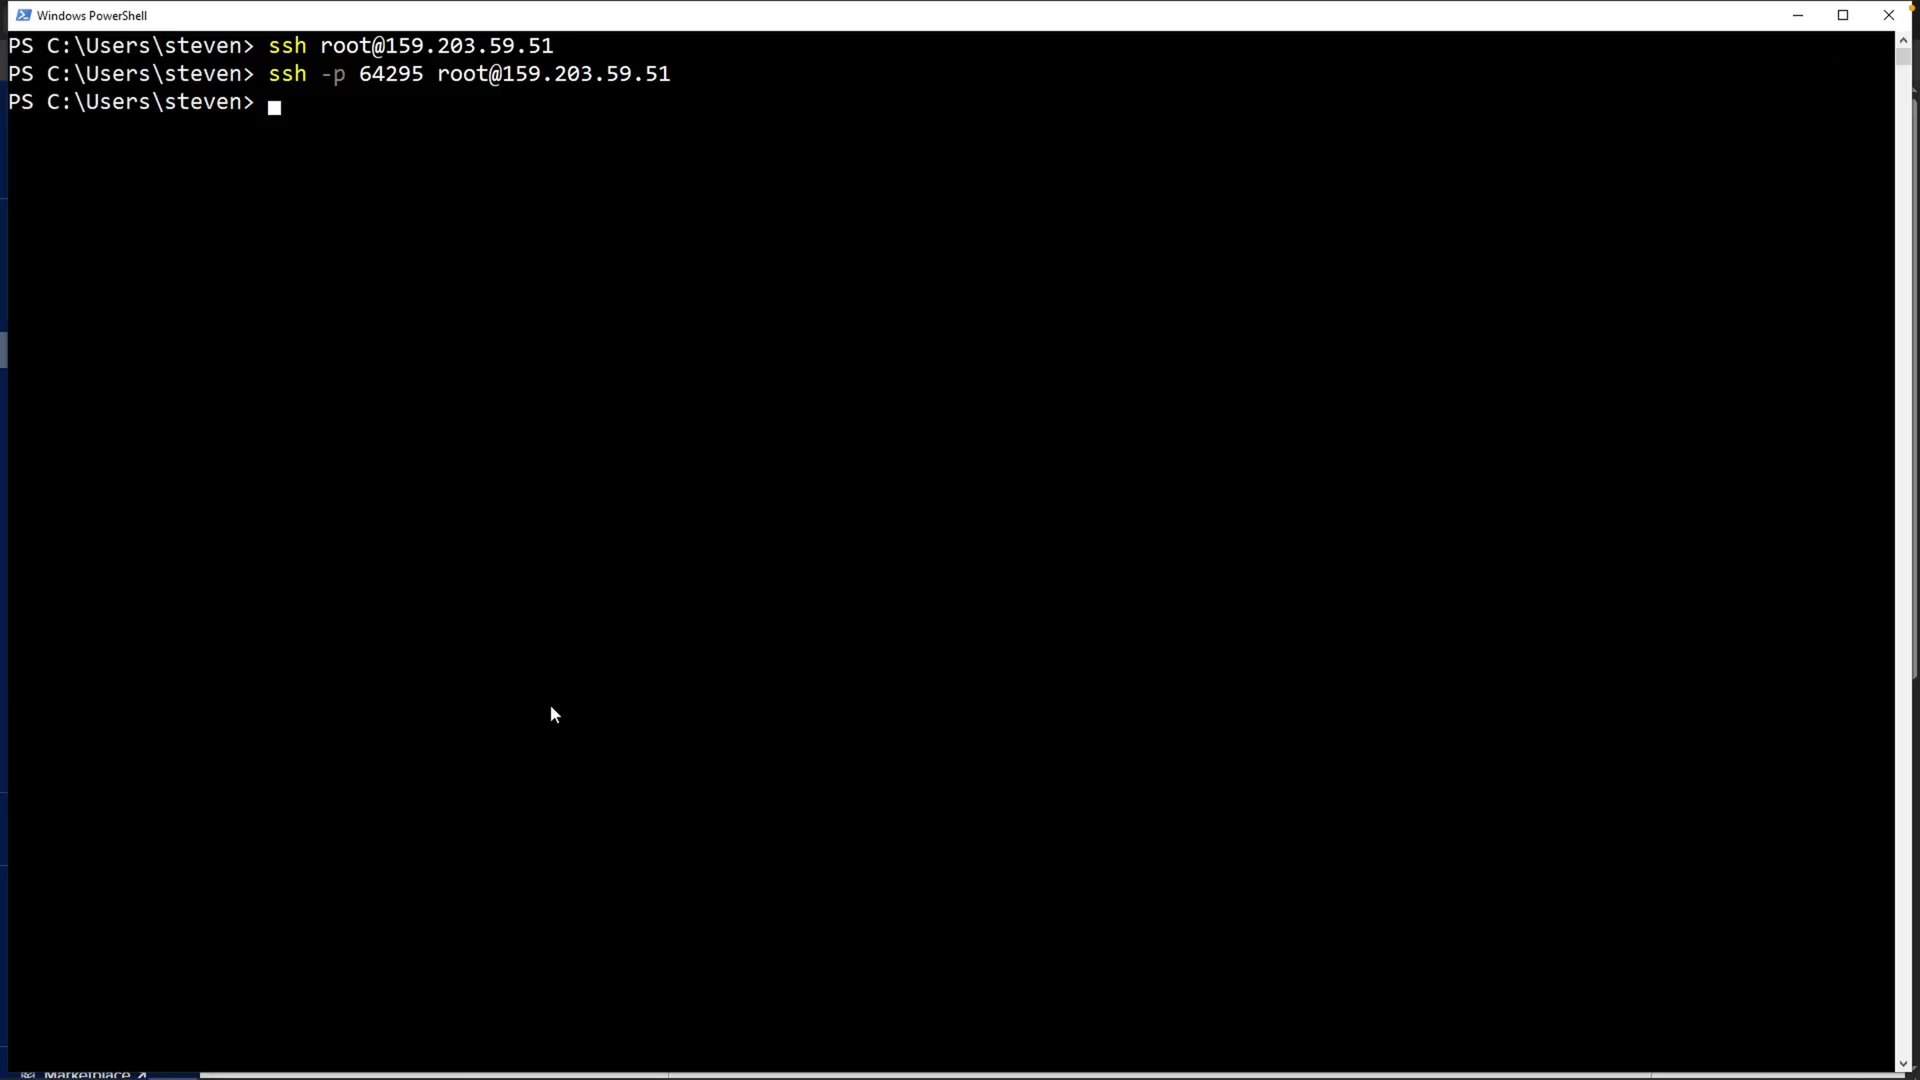 Windows PowerShell
PS C:\Users\steven> ssh root@159.203.59.51
PS C:\Users\steven> ssh -p 64295 root@159.203.59.51
PS C:\Users\steven>
Marketplace